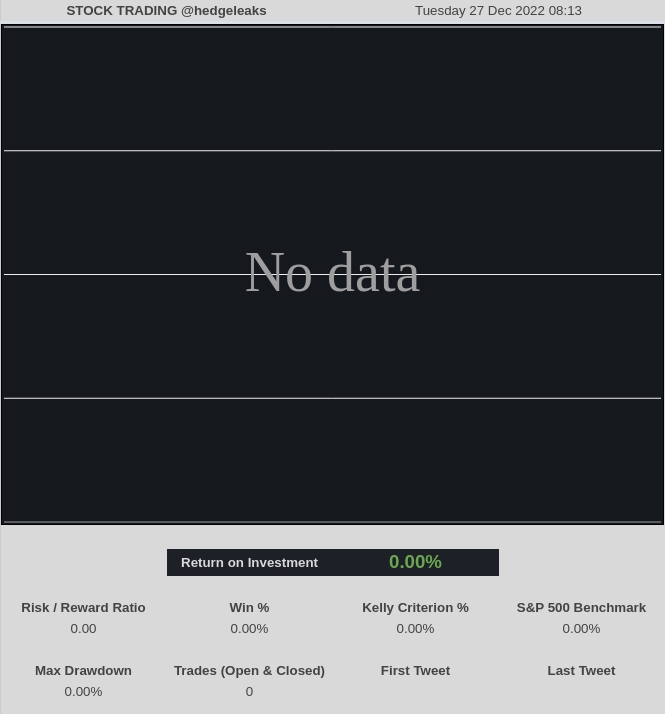 STOCK TRADING @hedgeleaks Tuesday 27 Dec 2022 08:13
No data
Return on Investment 0.00%
Risk / Reward Ratio Win % Kelly Criterion % S&P 500 Benchmark
0.00 0.00% 0.00% 0.00%
Max Drawdown Trades (Open & Closed) First Tweet Last Tweet
0.00% 0